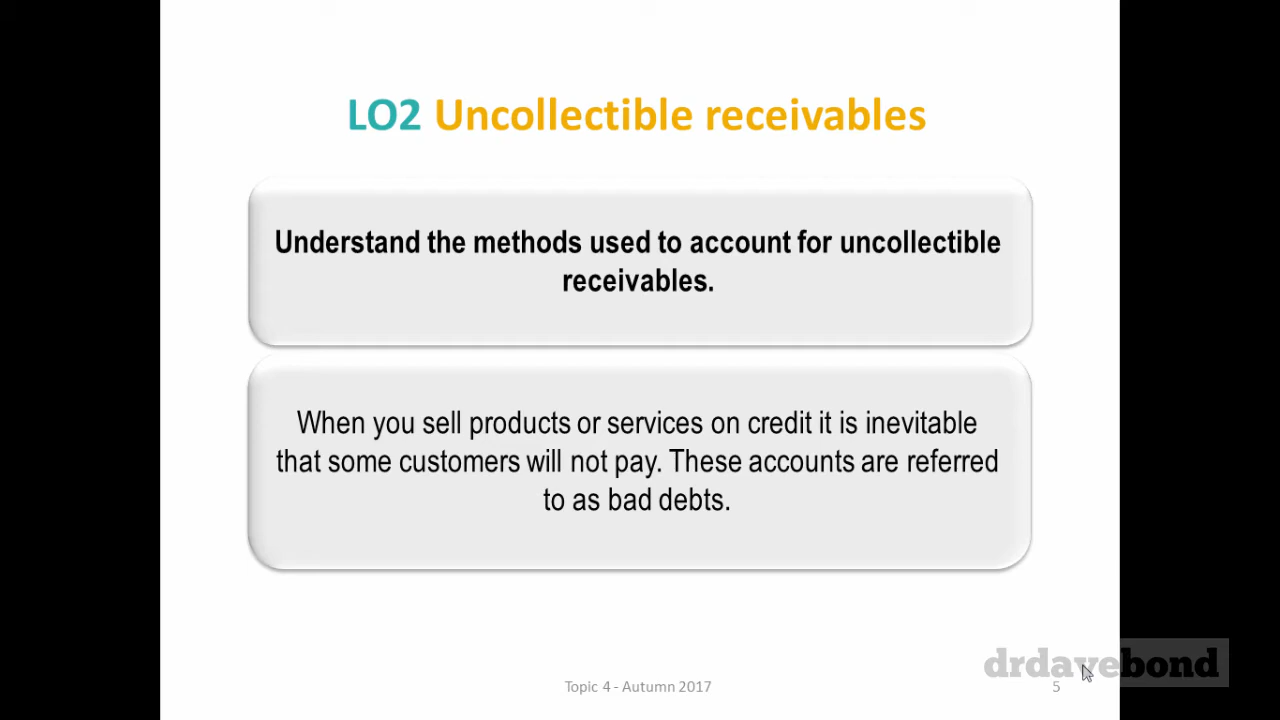 LO2 Uncollectible receivables
Understand the methods used to account for uncollectible
receivables.
When you sell products or services on credit it is inevitable
that some customers will not pay. These accounts are referred
to as bad debts.
drdavebond
Topic 4 - Autumn 2017
5